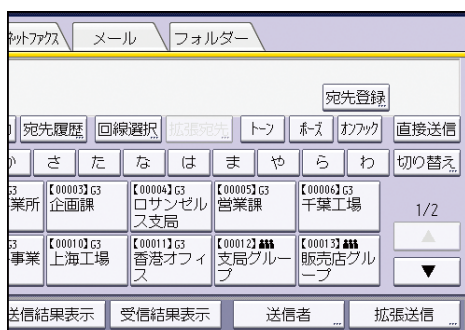 ネットファクス メール フォルダー
宛先登録
宛先履歴 回線選択 拡張宛先 トーン ポーズ オンフック 直接送信
か さ た な は ま や ら わ 切り替え
G3 【00003】G3 【00004】G3 【00005】G3 【00006】G3
業所 企画課 ロサンゼル 営業課 千葉工場 1/2
ス支局
G3 【00010】G3 【00011】G3 【00012】 【00013】
事業 上海工場 香港オフィ 支局グルー 販売店グル
ス プ ープ
送信結果表示 受信結果表示 送信者 拡張送信